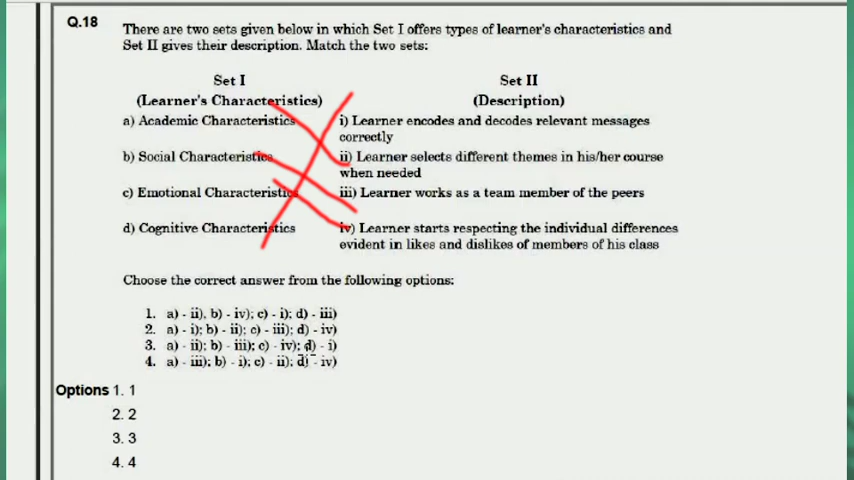 Q.18
There are two sets given below in which Set I offers types of learner's characteristics and
Set II gives their description. Match the two sets:
Set I
Set II
(Learner's Characteristics)
(Description)
a) Academic Characteristics
i) Learner encodes and decodes relevant messages
correctly
b) Social Characteristics
ii) Learner selects different themes in his/her course
when needed
c) Emotional Characteristics
iii) Learner works as a team member of the peers
d) Cognitive Characteristics
iv) Learner starts respecting the individual differences
evident in likes and dislikes of members of his class
Choose the correct answer from the following options:
1. a) - ii), b) - iv); c) - i); d) - iii)
2. a) - i); b) - ii); c) - iii); d) - iv)
3. a) - ii); b) - iii); c) - iv); d) - i)
4. a) - iii); b) - i); c) - ii); d) - iv)
Options 1. 1
2. 2
3. 3
4. 4